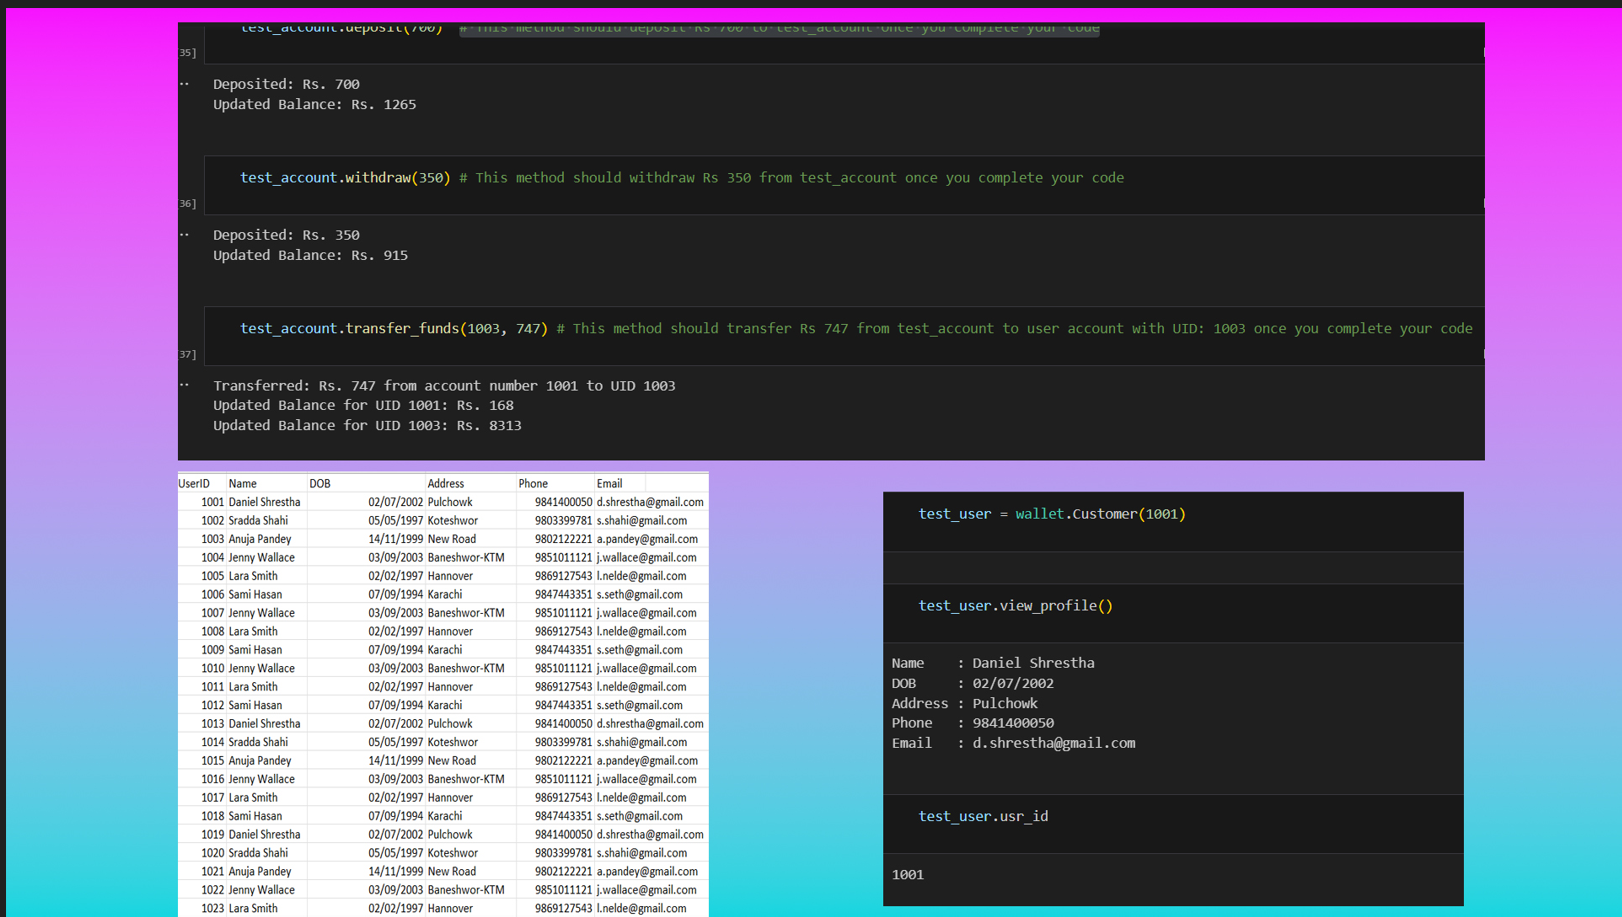 test_account.deposit(700) # This method should deposit Rs 700 to test_account once you complete your code
35]
Deposited: Rs. 700
Updated Balance: Rs. 1265
test_account.withdraw(350) # This method should withdraw Rs 350 from test_account once you complete your code
36]
Deposited: Rs. 350
Updated Balance: Rs. 915
test_account.transfer_funds(1003, 747) # This method should transfer Rs 747 from test_account to user account with UID: 1003 once you complete your code
37]
Transferred: Rs. 747 from account number 1001 to UID 1003
Updated Balance for UID 1001: Rs. 168
Updated Balance for UID 1003: Rs. 8313
UserID Name DOB Address Phone Email
1001 Daniel Shrestha 02/07/2002 Pulchowk 9841400050 d.shrestha@gmail.com
1002 Sradda Shahi 05/05/1997 Koteshwor 9803399781 s.shahi@gmail.com
1003 Anuja Pandey 14/11/1999 New Road 9802122221 a.pandey@gmail.com
1004 Jenny Wallace 03/09/2003 Baneshwor-KTM 9851011121 j.wallace@gmail.com
1005 Lara Smith 02/02/1997 Hannover 9869127543 l.nelde@gmail.com
1006 Sami Hasan 07/09/1994 Karachi 9847443351 s.seth@gmail.com
1007 Jenny Wallace 03/09/2003 Baneshwor-KTM 9851011121 j.wallace@gmail.com
1008 Lara Smith 02/02/1997 Hannover 9869127543 l.nelde@gmail.com
1009 Sami Hasan 07/09/1994 Karachi 9847443351 s.seth@gmail.com
1010 Jenny Wallace 03/09/2003 Baneshwor-KTM 9851011121 j.wallace@gmail.com
1011 Lara Smith 02/02/1997 Hannover 9869127543 l.nelde@gmail.com
1012 Sami Hasan 07/09/1994 Karachi 9847443351 s.seth@gmail.com
1013 Daniel Shrestha 02/07/2002 Pulchowk 9841400050 d.shrestha@gmail.com
1014 Sradda Shahi 05/05/1997 Koteshwor 9803399781 s.shahi@gmail.com
1015 Anuja Pandey 14/11/1999 New Road 9802122221 a.pandey@gmail.com
1016 Jenny Wallace 03/09/2003 Baneshwor-KTM 9851011121 j.wallace@gmail.com
1017 Lara Smith 02/02/1997 Hannover 9869127543 l.nelde@gmail.com
1018 Sami Hasan 07/09/1994 Karachi 9847443351 s.seth@gmail.com
1019 Daniel Shrestha 02/07/2002 Pulchowk 9841400050 d.shrestha@gmail.com
1020 Sradda Shahi 05/05/1997 Koteshwor 9803399781 s.shahi@gmail.com
1021 Anuja Pandey 14/11/1999 New Road 9802122221 a.pandey@gmail.com
1022 Jenny Wallace 03/09/2003 Baneshwor-KTM 9851011121 j.wallace@gmail.com
1023 Lara Smith 02/02/1997 Hannover 9869127543 l.nelde@gmail.com
test_user = wallet.Customer(1001)
test_user.view_profile()
Name : Daniel Shrestha
DOB : 02/07/2002
Address : Pulchowk
Phone : 9841400050
Email : d.shrestha@gmail.com
test_user.usr_id
1001